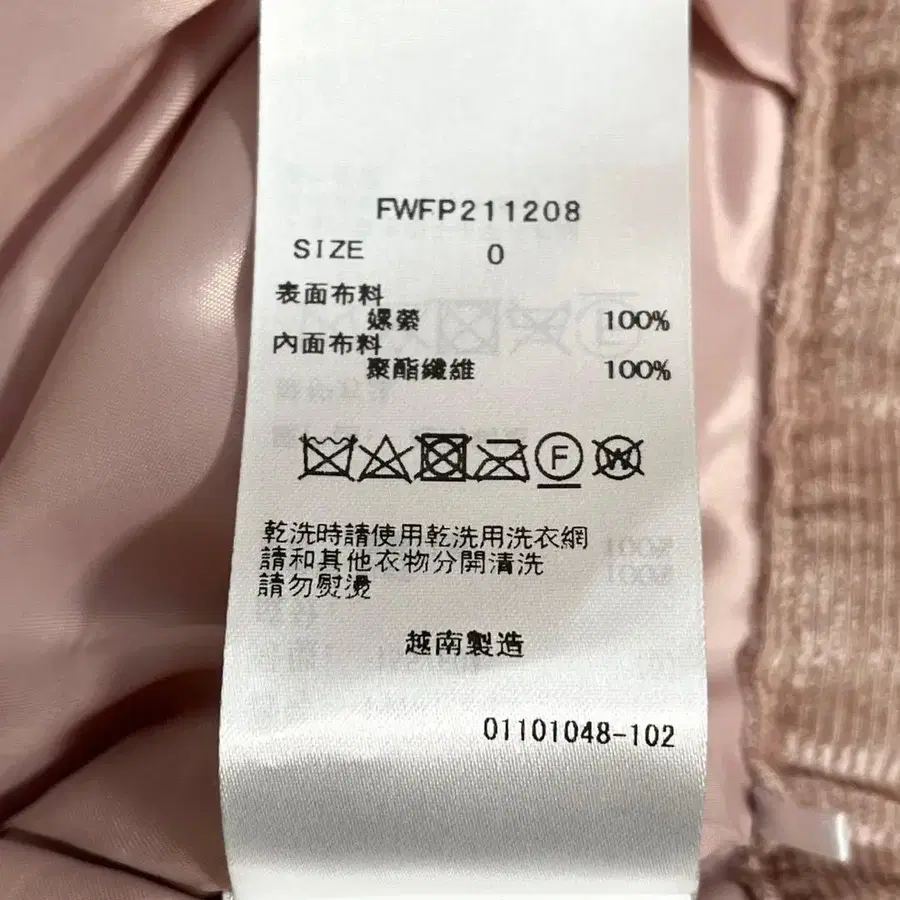 FWFP211208
SIZE 0
表面布料
嫘縈 100%
內面布料
聚酯纖維 100%
F W
乾洗時請使用乾洗用洗衣網
請和其他衣物分開清洗
請勿熨燙
越南製造
01101048-102